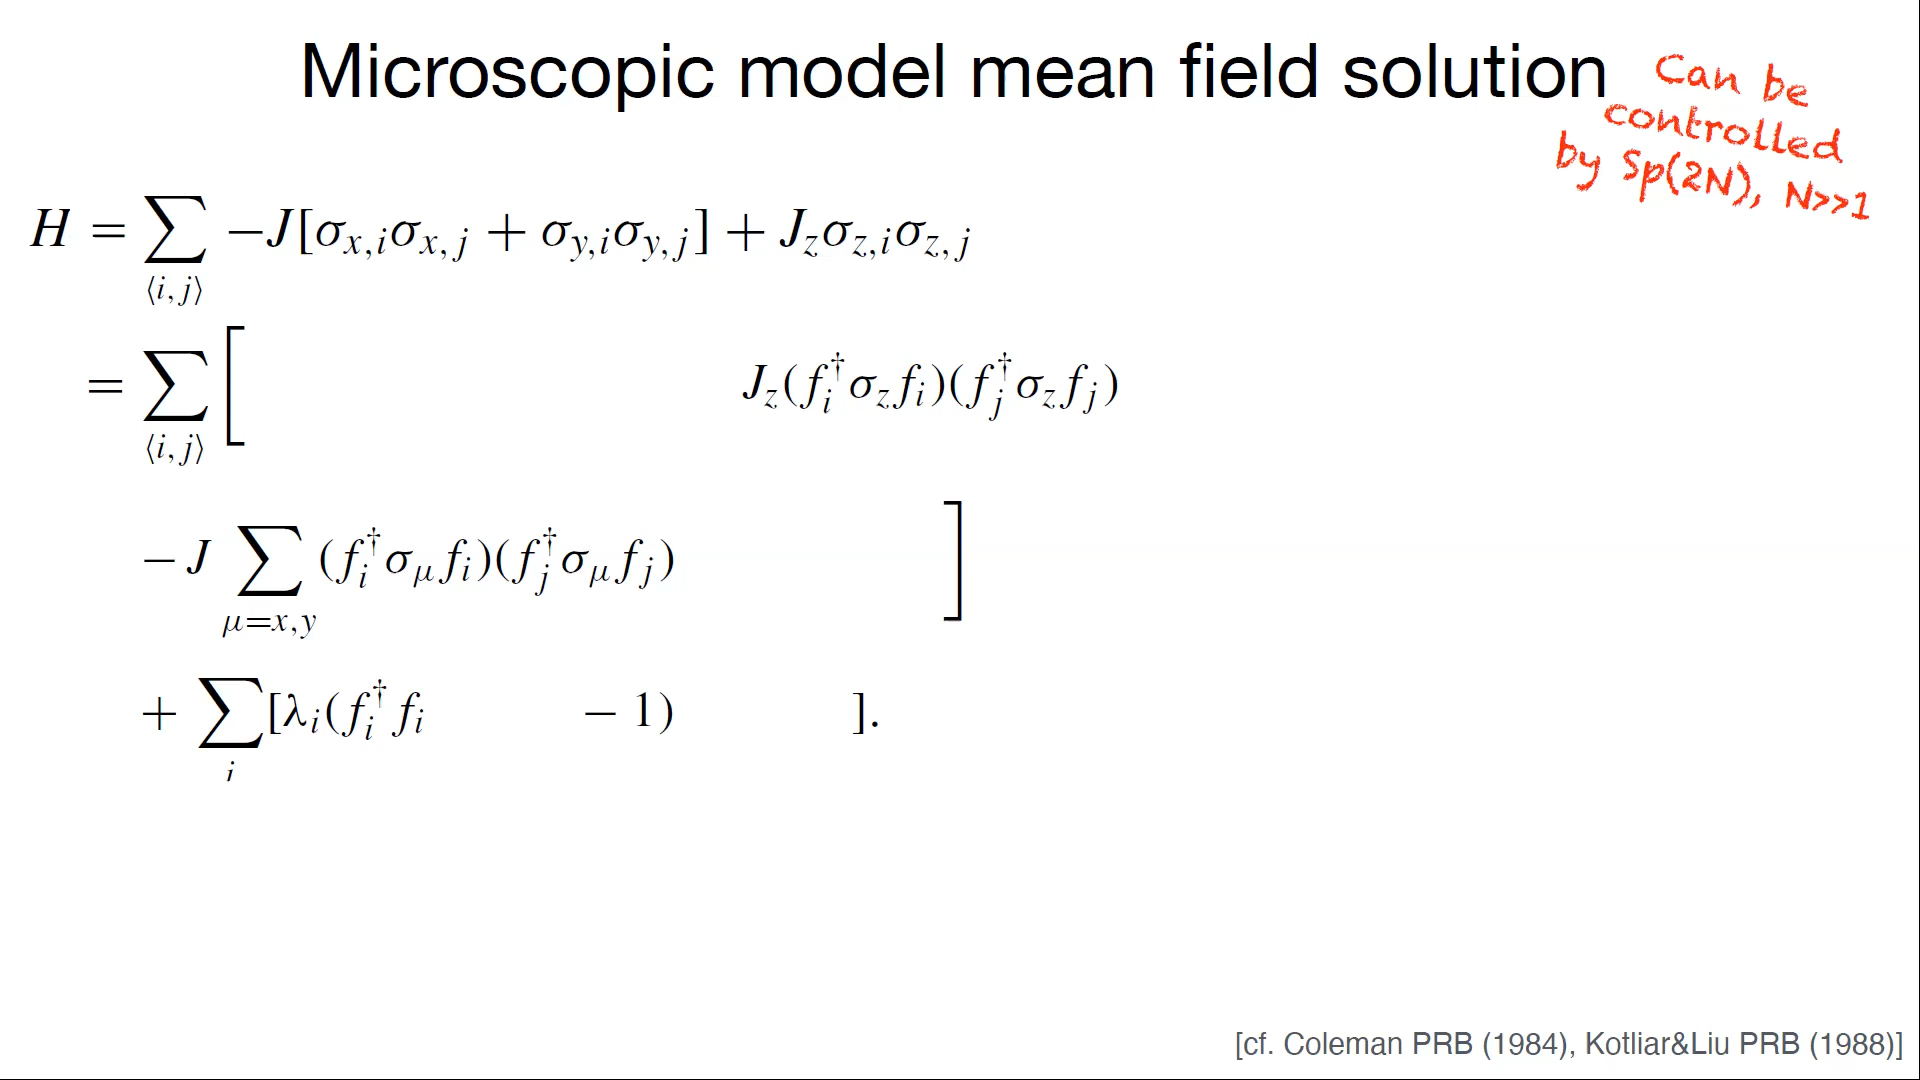 Microscopic model mean field solution
Can be
controlled
by Sp(2N), N>>1
H = ∑_{⟨i,j⟩} −J[σ_{x,i}σ_{x,j} + σ_{y,i}σ_{y,j}] + J_zσ_{z,i}σ_{z,j}
= ∑_{⟨i,j⟩} [ J_z(f_i^†σ_z f_i)(f_j^†σ_z f_j)
− J ∑_{μ=x,y} (f_i^†σ_μ f_i)(f_j^†σ_μ f_j) ]
+ ∑_i [λ_i(f_i^† f_i − 1) ].
[cf. Coleman PRB (1984), Kotliar&Liu PRB (1988)]